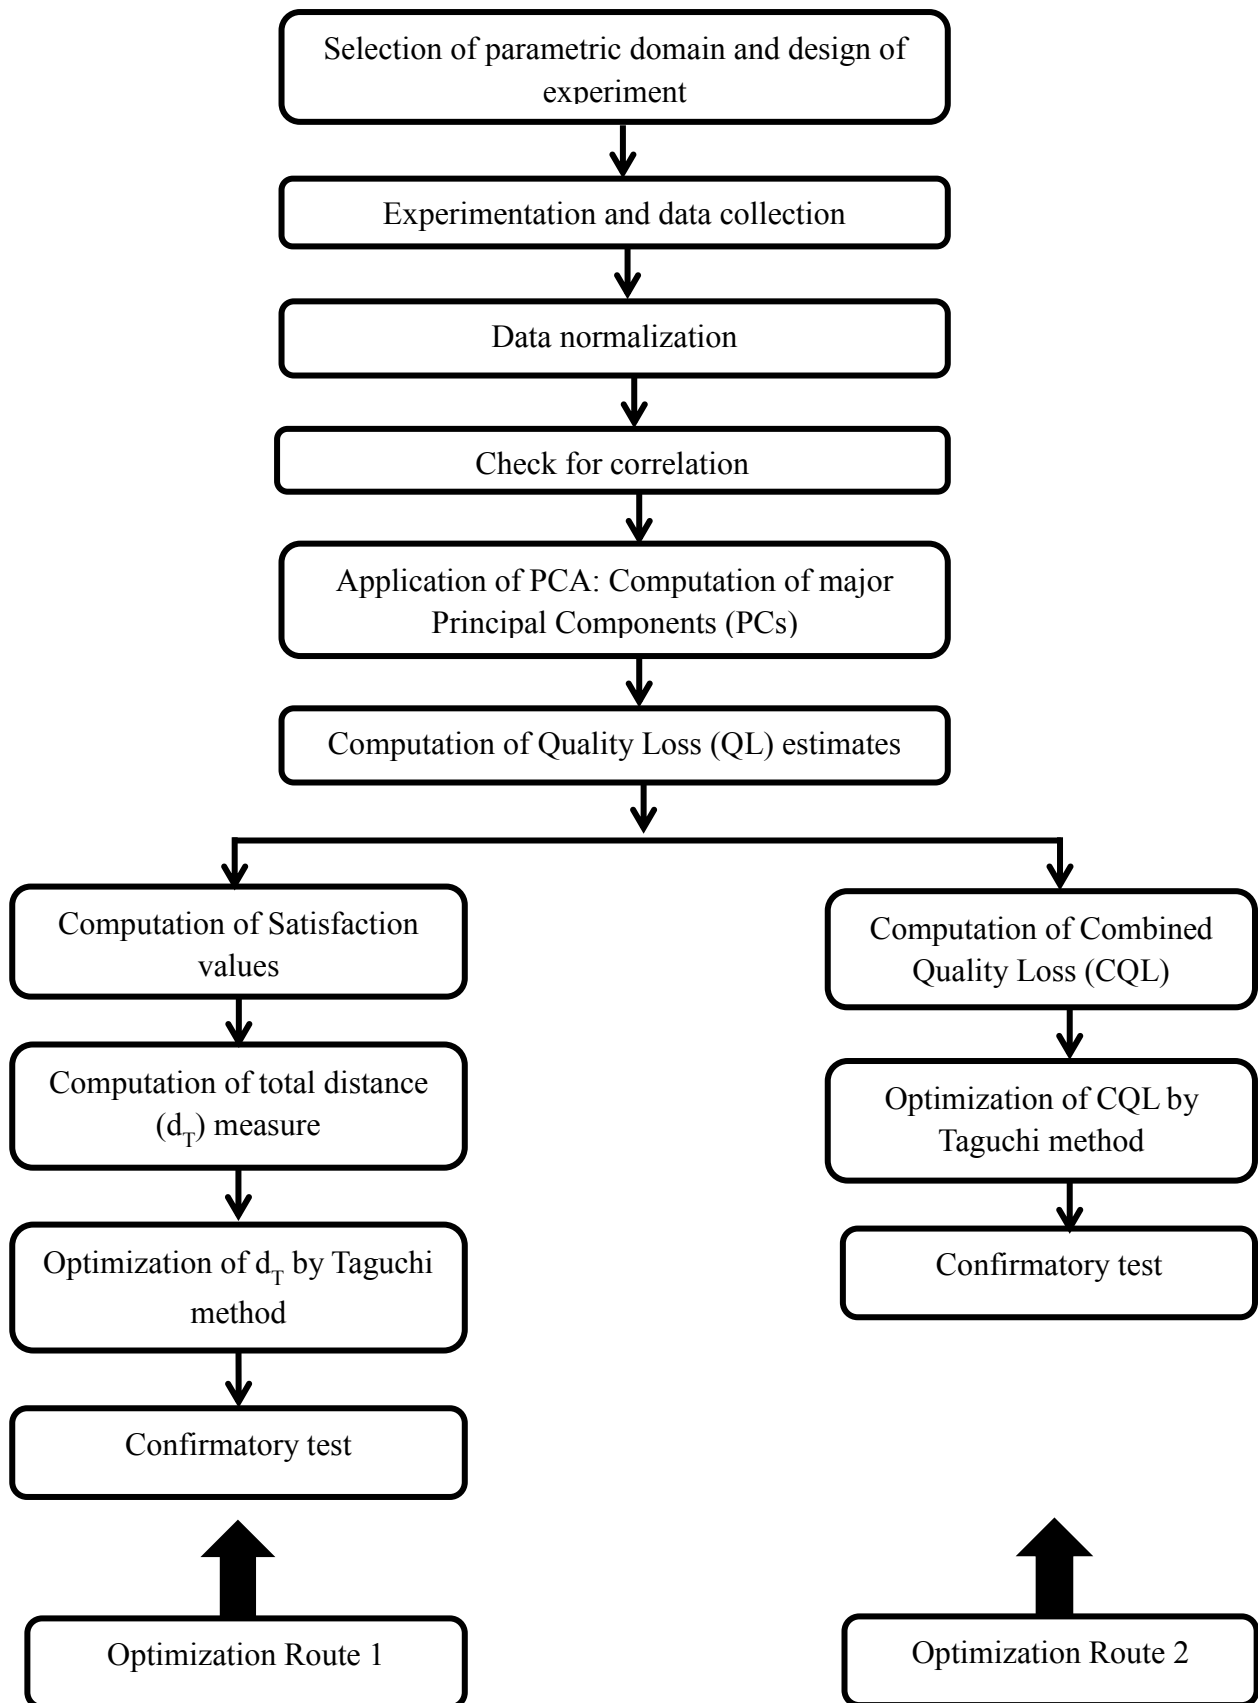 Selection of parametric domain and design of
experiment
Experimentation and data collection
Data normalization
Check for correlation
Application of PCA: Computation of major
Principal Components (PCs)
Computation of Quality Loss (QL) estimates
Computation of Satisfaction
values
Computation of total distance
(d_T) measure
Optimization of d_T by Taguchi
method
Confirmatory test
Optimization Route 1
Computation of Combined
Quality Loss (CQL)
Optimization of CQL by
Taguchi method
Confirmatory test
Optimization Route 2